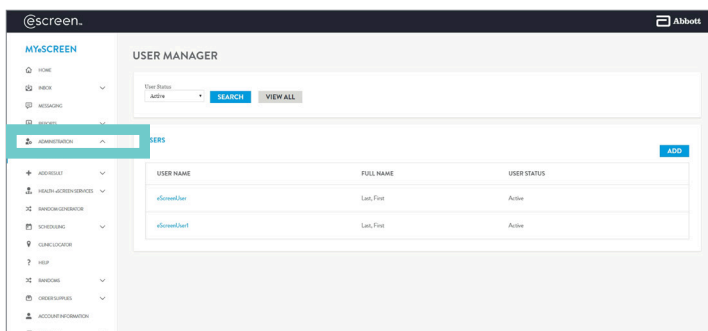 escreen.
Abbott
MYeSCREEN
HOME
INBOX
MESSAGING
REPORTS
ADMINISTRATION
ADD RESULT
HEALTH eSCREEN SERVICES
RANDOM GENERATOR
SCHEDULING
CLINIC LOCATOR
HELP
RANDOMS
ORDER SUPPLIES
ACCOUNT INFORMATION
USER MANAGER
User Status
Active
SEARCH
VIEW ALL
SERS
ADD
USER NAME FULL NAME USER STATUS
eScreenUser Last, First Active
eScreenUser1 Last, First Active